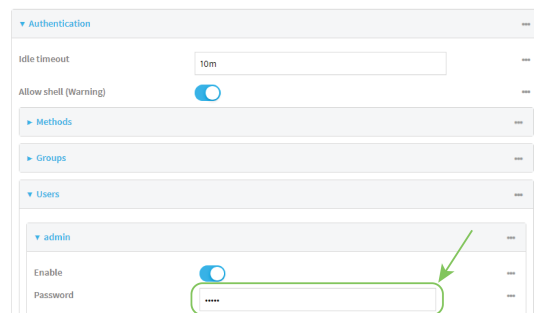 Authentication
Idle timeout
10m
Allow shell (Warning)
Methods
Groups
Users
admin
Enable
Password
•••••